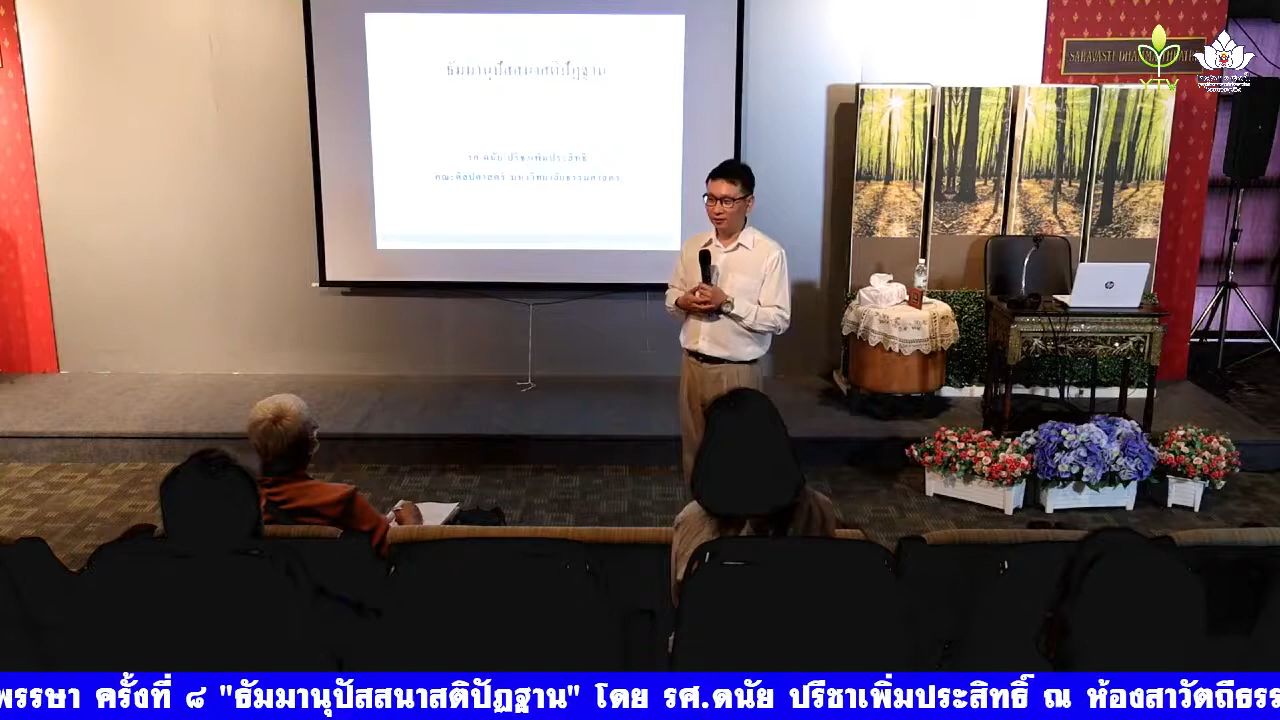 ธัมมานุปัสสนาสติปัฏฐาน
รศ.ดนัย ปรีชาเพิ่มประสิทธิ์
คณะศิลปศาสตร์ มหาวิทยาลัยธรรมศาสตร์
SARAVASTI DHAMMA THEATRE
YTV
hp
พรรษา ครั้งที่ ๘ "ธัมมานุปัสสนาสติปัฏฐาน" โดย รศ.ดนัย ปรีชาเพิ่มประสิทธิ์ ณ ห้องสาวัตถีธรร